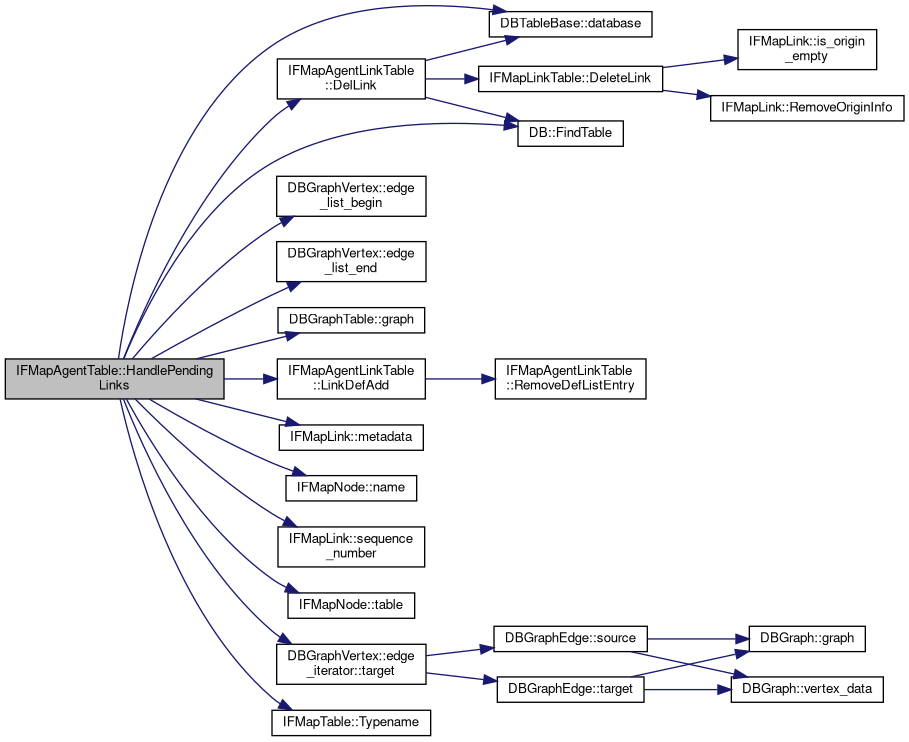 IFMapAgentTable::HandlePending
Links
DBTableBase::database
IFMapAgentLinkTable
::DelLink
IFMapLinkTable::DeleteLink
IFMapLink::is_origin
_empty
IFMapLink::RemoveOriginInfo
DB::FindTable
DBGraphVertex::edge
_list_begin
DBGraphVertex::edge
_list_end
DBGraphTable::graph
IFMapAgentLinkTable
::LinkDefAdd
IFMapAgentLinkTable
::RemoveDefListEntry
IFMapLink::metadata
IFMapNode::name
IFMapLink::sequence
_number
IFMapNode::table
DBGraphVertex::edge
_iterator::target
DBGraphEdge::source
DBGraphEdge::target
DBGraph::graph
DBGraph::vertex_data
IFMapTable::Typename